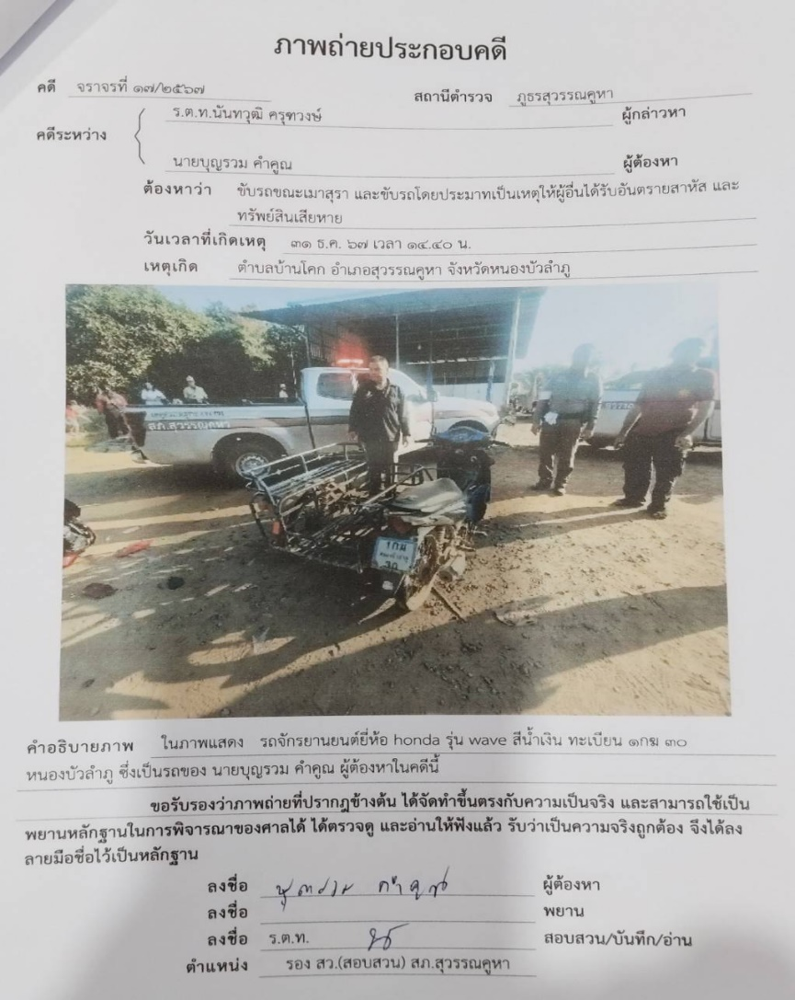 ภาพถ่ายประกอบคดี
คดี จราจรที่ ๑๗/๒๕๖๗ สถานีตำรวจ ภูธรสุวรรณคูหา
ร.ต.ท.นันทวุฒิ ครุฑวงษ์ ผู้กล่าวหา
คดีระหว่าง
นายบุญรวม คำคูณ ผู้ต้องหา
ต้องหาว่า ขับรถขณะเมาสุรา และขับรถโดยประมาทเป็นเหตุให้ผู้อื่นได้รับอันตรายสาหัส และ
ทรัพย์สินเสียหาย
วันเวลาที่เกิดเหตุ ๓๑ ธ.ค. ๖๗ เวลา ๑๔.๔๐ น.
เหตุเกิด ตำบลบ้านโคก อำเภอสุวรรณคูหา จังหวัดหนองบัวลำภู
สภ.สุวรรณคูหา
๑กฆ
หนองบัวลำภู
30
คำอธิบายภาพ ในภาพแสดง รถจักรยานยนต์ยี่ห้อ honda รุ่น wave สีน้ำเงิน ทะเบียน ๑กฆ ๓๐
หนองบัวลำภู ซึ่งเป็นรถของ นายบุญรวม คำคูณ ผู้ต้องหาในคดีนี้
ขอรับรองว่าภาพถ่ายที่ปรากฎข้างต้น ได้จัดทำขึ้นตรงกับความเป็นจริง และสามารถใช้เป็น
พยานหลักฐานในการพิจารณาของศาลได้ ได้ตรวจดู และอ่านให้ฟังแล้ว รับว่าเป็นความจริงถูกต้อง จึงได้ลง
ลายมือชื่อไว้เป็นหลักฐาน
ลงชื่อ ผู้ต้องหา
ลงชื่อ พยาน
ลงชื่อ ร.ต.ท. สอบสวน/บันทึก/อ่าน
ตำแหน่ง รอง สว.(สอบสวน) สภ.สุวรรณคูหา